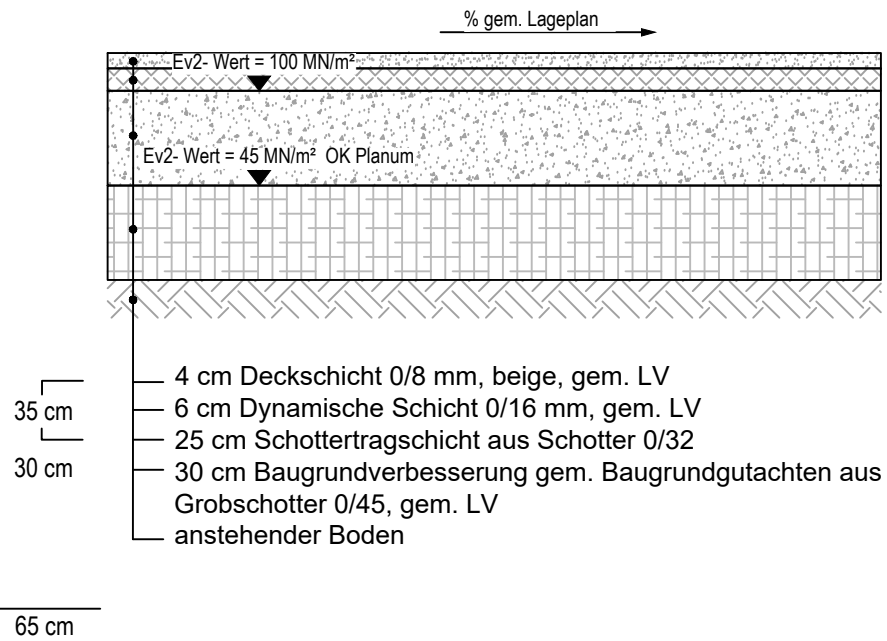 % gem. Lageplan
Ev2- Wert = 100 MN/m²
Ev2- Wert = 45 MN/m² OK Planum
4 cm Deckschicht 0/8 mm, beige, gem. LV
35 cm
6 cm Dynamische Schicht 0/16 mm, gem. LV
25 cm Schottertragschicht aus Schotter 0/32
30 cm
30 cm Baugrundverbesserung gem. Baugrundgutachten aus
Grobschotter 0/45, gem. LV
anstehender Boden
65 cm